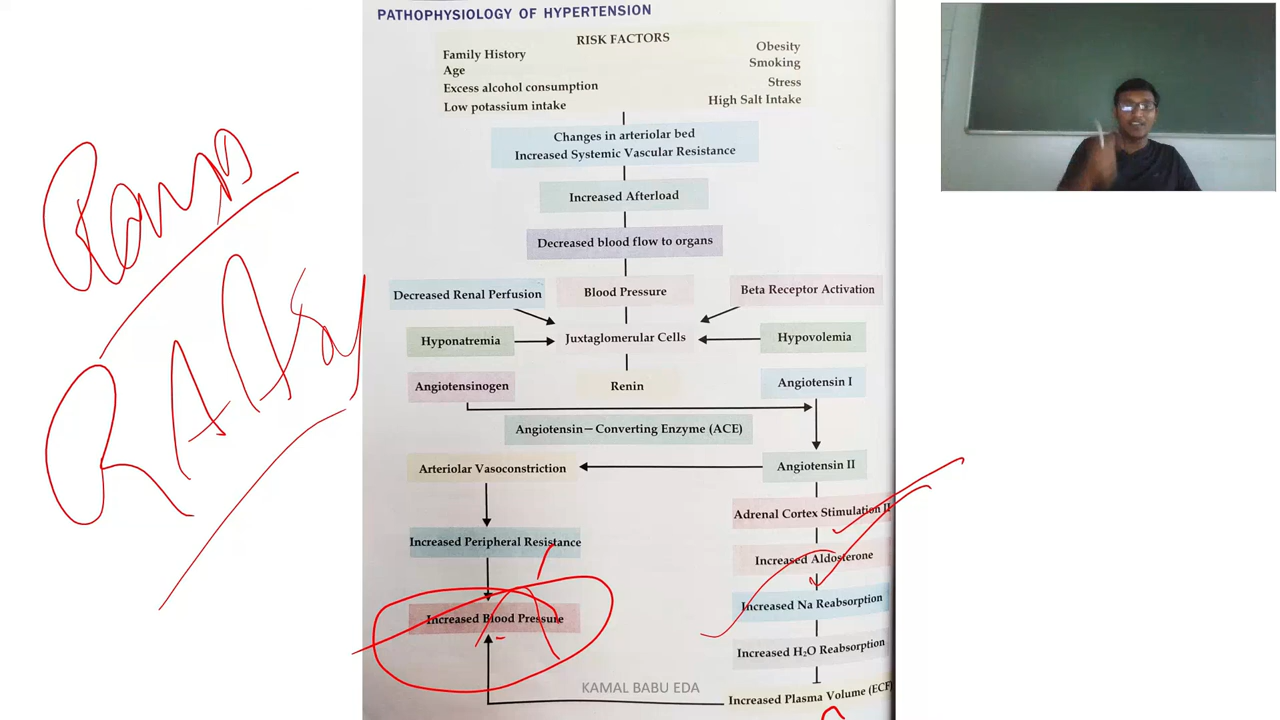 PATHOPHYSIOLOGY OF HYPERTENSION
RISK FACTORS
Family History
Age
Excess alcohol consumption
Low potassium intake
Obesity
Smoking
Stress
High Salt Intake
Changes in arteriolar bed
Increased Systemic Vascular Resistance
Increased Afterload
Decreased blood flow to organs
Decreased Renal Perfusion
Blood Pressure
Beta Receptor Activation
Hyponatremia
Juxtaglomerular Cells
Hypovolemia
Angiotensinogen
Renin
Angiotensin I
Angiotensin–Converting Enzyme (ACE)
Arteriolar Vasoconstriction
Angiotensin II
Adrenal Cortex Stimulation II
Increased Peripheral Resistance
Increased Aldosterone
Increased Na Reabsorption
Increased Blood Pressure
Increased H₂O Reabsorption
Increased Plasma Volume (ECF)
KAMAL BABU EDA